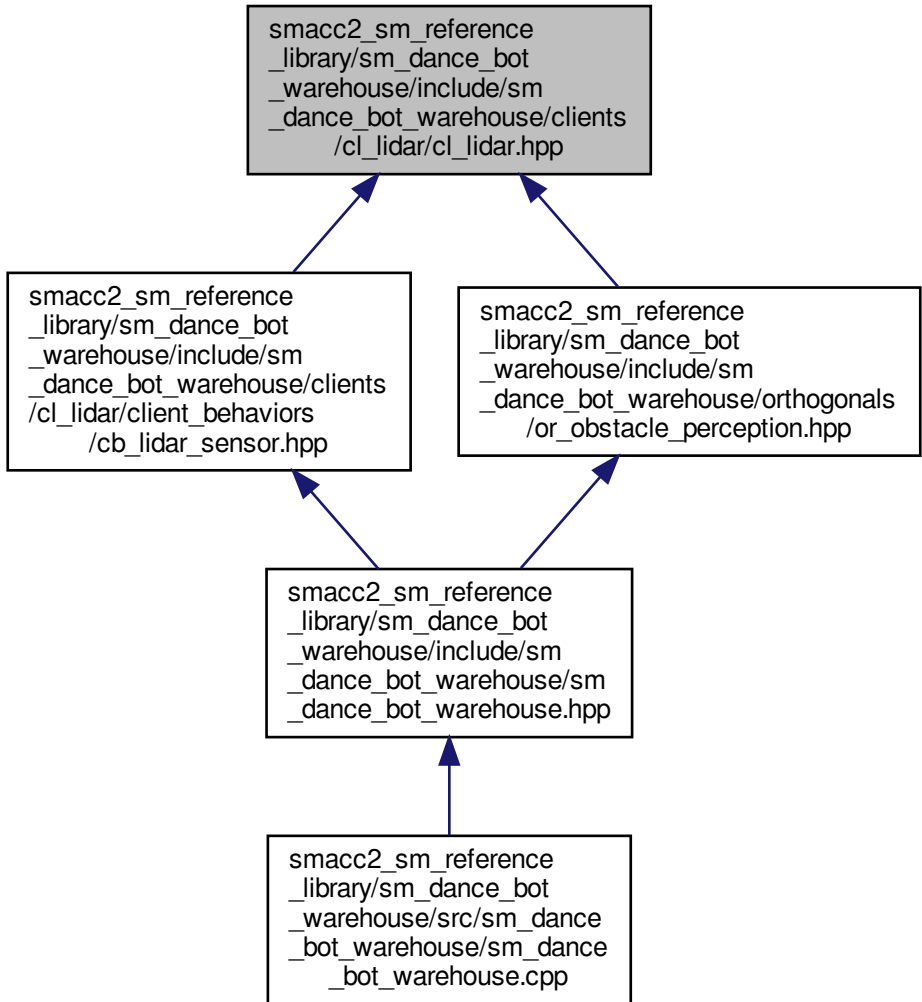 smacc2_sm_reference
_library/sm_dance_bot
_warehouse/include/sm
_dance_bot_warehouse/clients
/cl_lidar/cl_lidar.hpp
smacc2_sm_reference
_library/sm_dance_bot
_warehouse/include/sm
_dance_bot_warehouse/clients
/cl_lidar/client_behaviors
/cb_lidar_sensor.hpp
smacc2_sm_reference
_library/sm_dance_bot
_warehouse/include/sm
_dance_bot_warehouse/orthogonals
/or_obstacle_perception.hpp
smacc2_sm_reference
_library/sm_dance_bot
_warehouse/include/sm
_dance_bot_warehouse/sm
_dance_bot_warehouse.hpp
smacc2_sm_reference
_library/sm_dance_bot
_warehouse/src/sm_dance
_bot_warehouse/sm_dance
_bot_warehouse.cpp